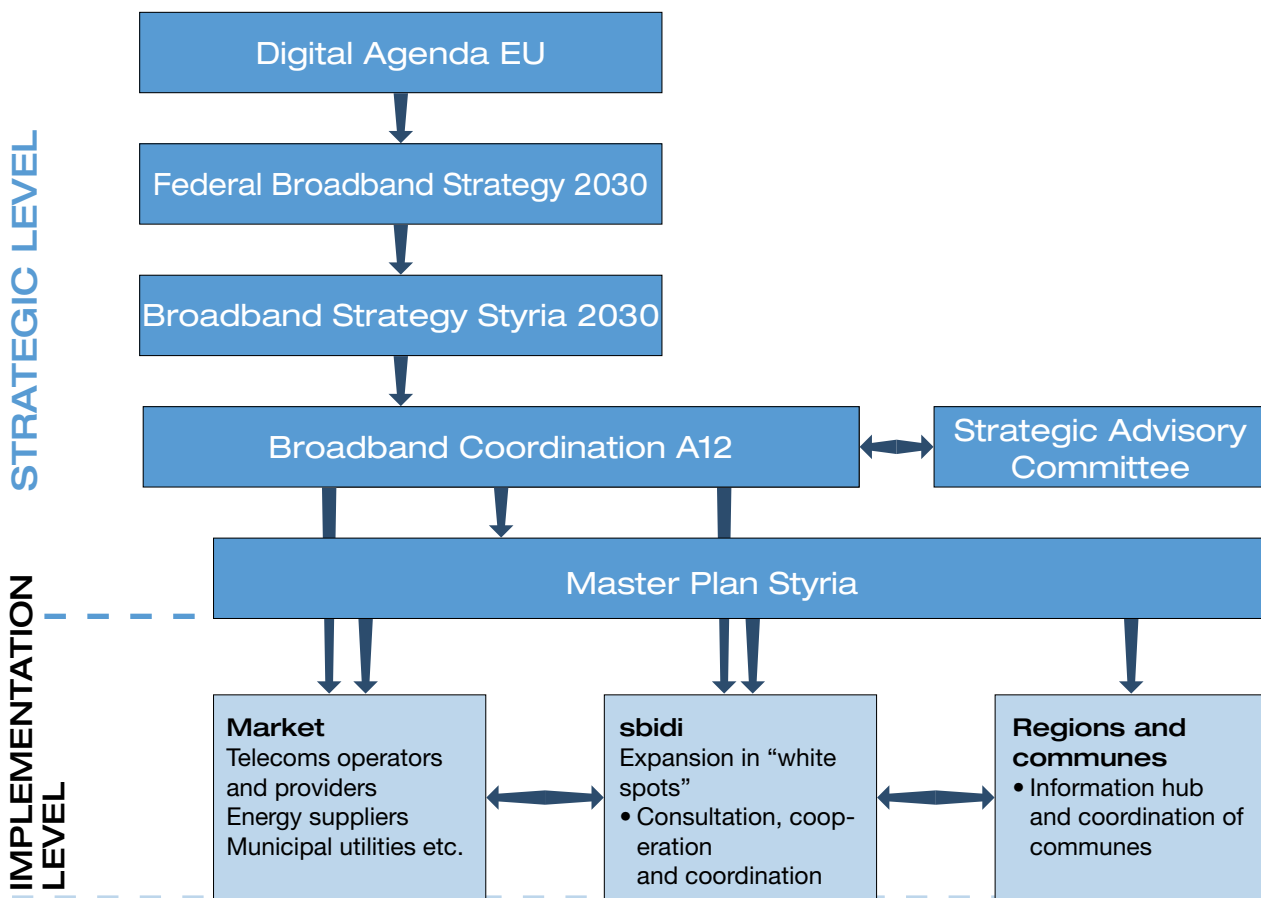 Digital Agenda EU
Federal Broadband Strategy 2030
Broadband Strategy Styria 2030
Broadband Coordination A12
Strategic Advisory
Committee
Master Plan Styria
STRATEGIC LEVEL
IMPLEMENTATION
LEVEL
Market
Telecoms operators
and providers
Energy suppliers
Municipal utilities etc.
sbidi
Expansion in “white
spots”
• Consultation, coop-
eration
and coordination
Regions and
communes
• Information hub
and coordination of
communes